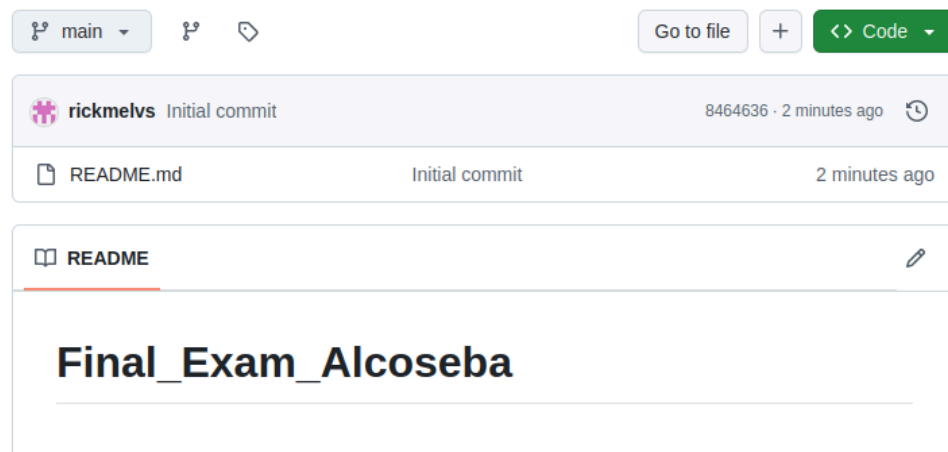 main Go to file + <> Code
rickmelvs Initial commit 8464636 · 2 minutes ago
README.md Initial commit 2 minutes ago
README
Final_Exam_Alcoseba